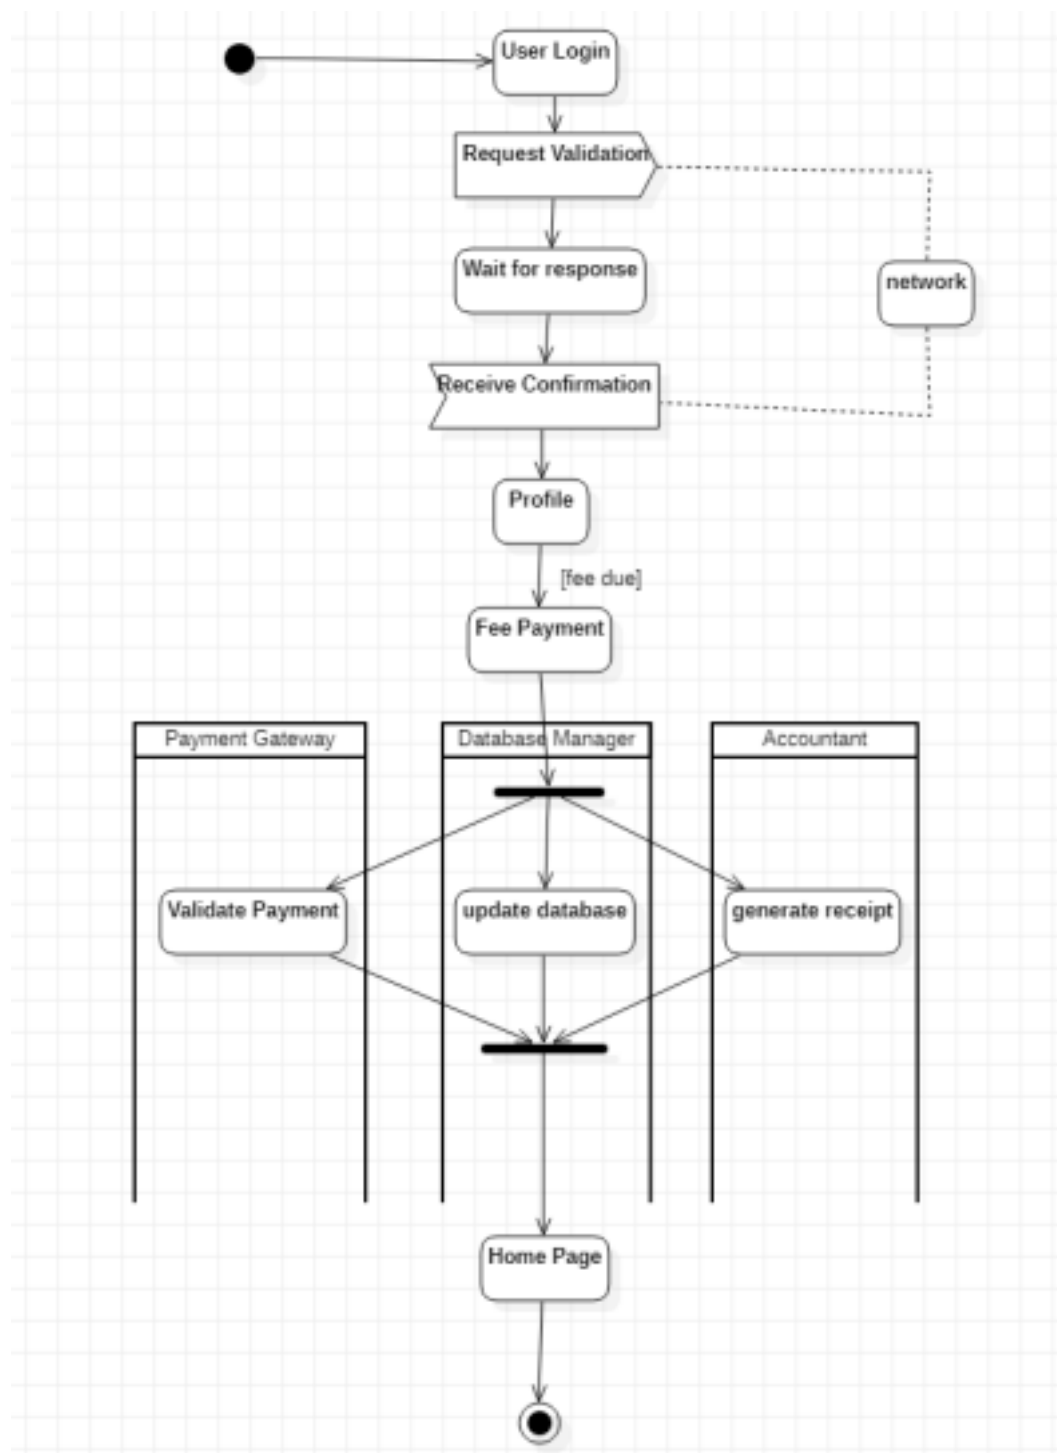 User Login
Request Validation
Wait for response
network
Receive Confirmation
Profile
[fee due]
Fee Payment
Payment Gateway
Database Manager
Accountant
Validate Payment
update database
generate receipt
Home Page